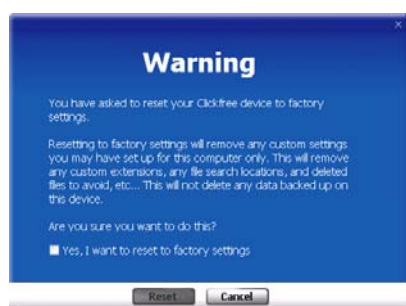 Warning
You have asked to reset your Clickfree device to factory
settings.
Resetting to factory settings will remove any custom settings
you may have set up for this computer only. This will remove
any custom extensions, any file search locations, and deleted
files to avoid, etc... This will not delete any data backed up on
this device.
Are you sure you want to do this?
Yes, I want to reset to factory settings
Reset Cancel